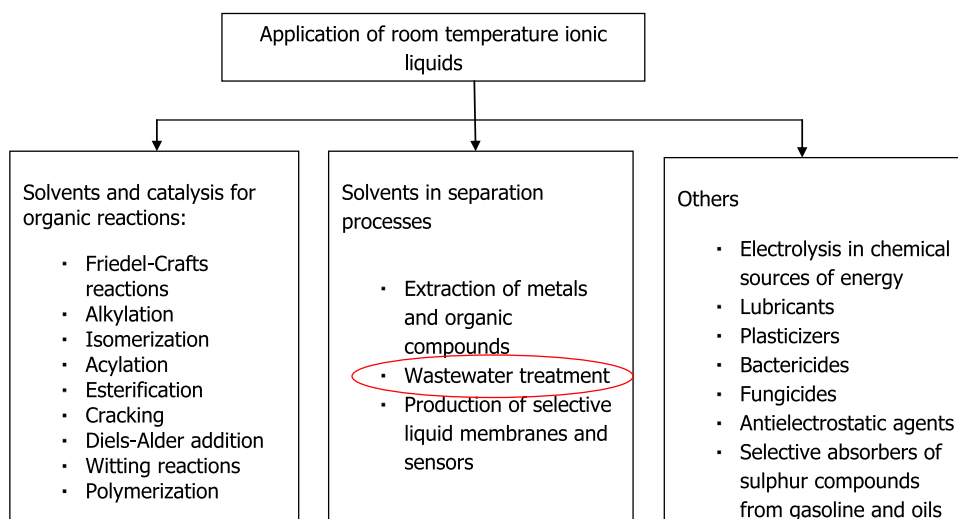 Application of room temperature ionic
liquids
Solvents and catalysis for
organic reactions:
▪ Friedel-Crafts
reactions
▪ Alkylation
▪ Isomerization
▪ Acylation
▪ Esterification
▪ Cracking
▪ Diels-Alder addition
▪ Witting reactions
▪ Polymerization
Solvents in separation
processes
▪ Extraction of metals
and organic
compounds
▪ Wastewater treatment
▪ Production of selective
liquid membranes and
sensors
Others
▪ Electrolysis in chemical
sources of energy
▪ Lubricants
▪ Plasticizers
▪ Bactericides
▪ Fungicides
▪ Antielectrostatic agents
▪ Selective absorbers of
sulphur compounds
from gasoline and oils